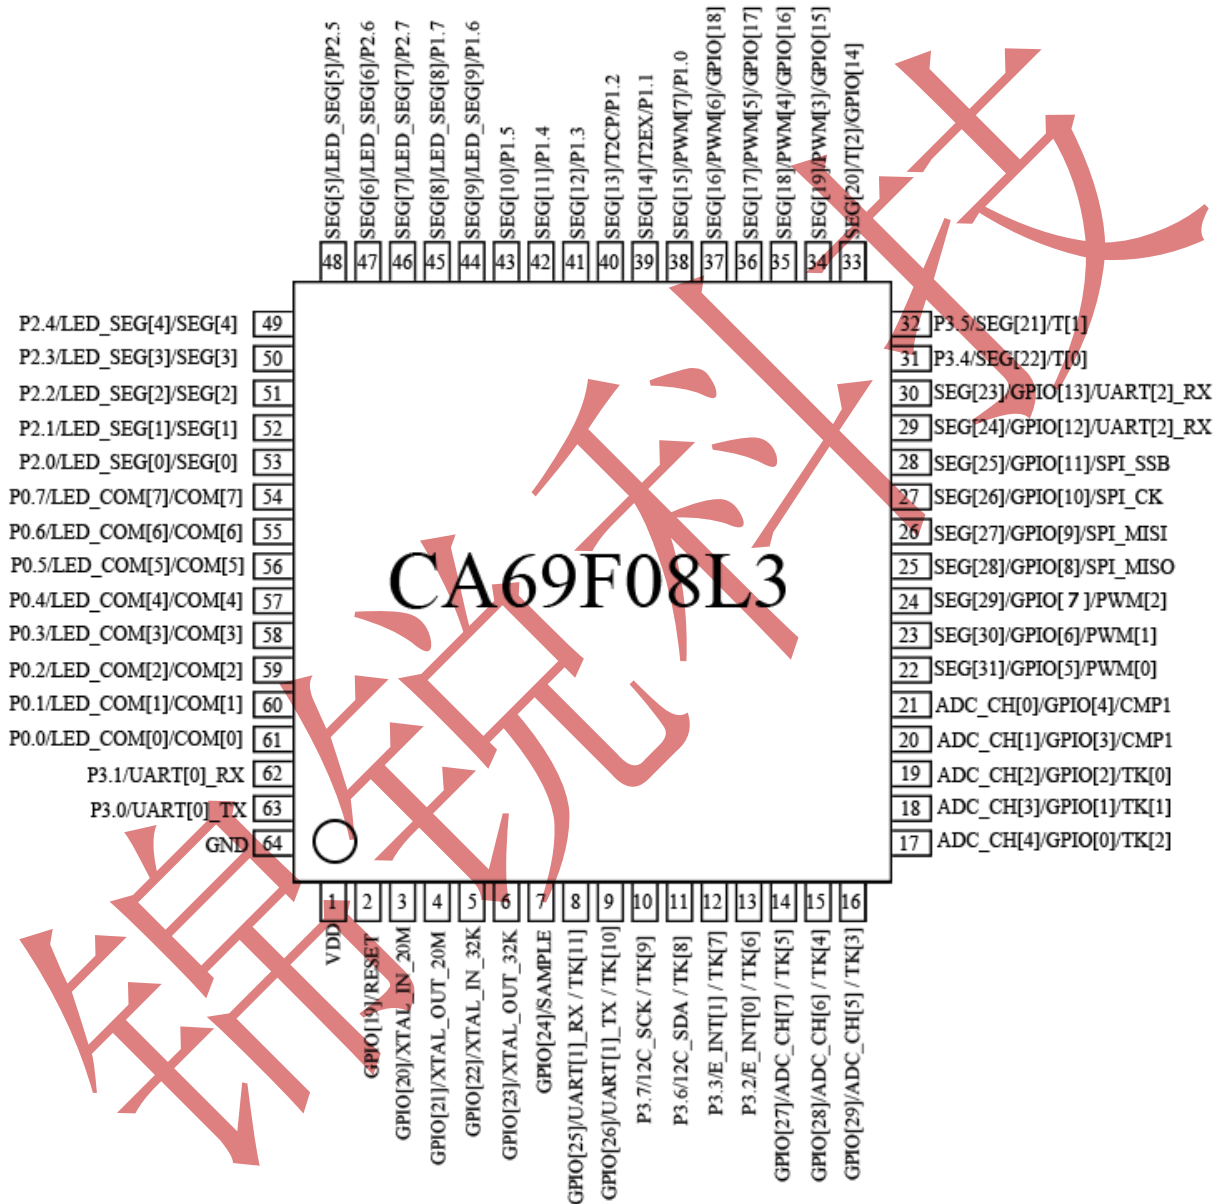 SEG[5]/LED_SEG[5]/P2.5
SEG[6]/LED_SEG[6]/P2.6
SEG[7]/LED_SEG[7]/P2.7
SEG[8]/LED_SEG[8]/P1.7
SEG[9]/LED_SEG[9]/P1.6
SEG[10]/P1.5
SEG[11]/P1.4
SEG[12]/P1.3
SEG[13]/T2CP/P1.2
SEG[14]/T2EX/P1.1
SEG[15]/PWM[7]/P1.0
SEG[16]/PWM[6]/GPIO[18]
SEG[17]/PWM[5]/GPIO[17]
SEG[18]/PWM[4]/GPIO[16]
SEG[19]/PWM[3]/GPIO[15]
SEG[20]/T[2]/GPIO[14]
48 47 46 45 44 43 42 41 40 39 38 37 36 35 34 33
P2.4/LED_SEG[4]/SEG[4] 49
P2.3/LED_SEG[3]/SEG[3] 50
P2.2/LED_SEG[2]/SEG[2] 51
P2.1/LED_SEG[1]/SEG[1] 52
P2.0/LED_SEG[0]/SEG[0] 53
P0.7/LED_COM[7]/COM[7] 54
P0.6/LED_COM[6]/COM[6] 55
P0.5/LED_COM[5]/COM[5] 56
P0.4/LED_COM[4]/COM[4] 57
P0.3/LED_COM[3]/COM[3] 58
P0.2/LED_COM[2]/COM[2] 59
P0.1/LED_COM[1]/COM[1] 60
P0.0/LED_COM[0]/COM[0] 61
P3.1/UART[0]_RX 62
P3.0/UART[0]_TX 63
GND 64
CA69F08L3
32 P3.5/SEG[21]/T[1]
31 P3.4/SEG[22]/T[0]
30 SEG[23]/GPIO[13]/UART[2]_RX
29 SEG[24]/GPIO[12]/UART[2]_RX
28 SEG[25]/GPIO[11]/SPI_SSB
27 SEG[26]/GPIO[10]/SPI_CK
26 SEG[27]/GPIO[9]/SPI_MISI
25 SEG[28]/GPIO[8]/SPI_MISO
24 SEG[29]/GPIO[7]/PWM[2]
23 SEG[30]/GPIO[6]/PWM[1]
22 SEG[31]/GPIO[5]/PWM[0]
21 ADC_CH[0]/GPIO[4]/CMP1
20 ADC_CH[1]/GPIO[3]/CMP1
19 ADC_CH[2]/GPIO[2]/TK[0]
18 ADC_CH[3]/GPIO[1]/TK[1]
17 ADC_CH[4]/GPIO[0]/TK[2]
1 2 3 4 5 6 7 8 9 10 11 12 13 14 15 16
VDD
GPIO[19]/RESET
GPIO[20]/XTAL_IN_20M
GPIO[21]/XTAL_OUT_20M
GPIO[22]/XTAL_IN_32K
GPIO[23]/XTAL_OUT_32K
GPIO[24]/SAMPLE
GPIO[25]/UART[1]_RX / TK[11]
GPIO[26]/UART[1]_TX / TK[10]
P3.7/12C_SCK / TK[9]
P3.6/12C_SDA / TK[8]
P3.3/E_INT[1] / TK[7]
P3.2/E_INT[0] / TK[6]
GPIO[27]/ADC_CH[7] / TK[5]
GPIO[28]/ADC_CH[6] / TK[4]
GPIO[29]/ADC_CH[5] / TK[3]
锦锐科技